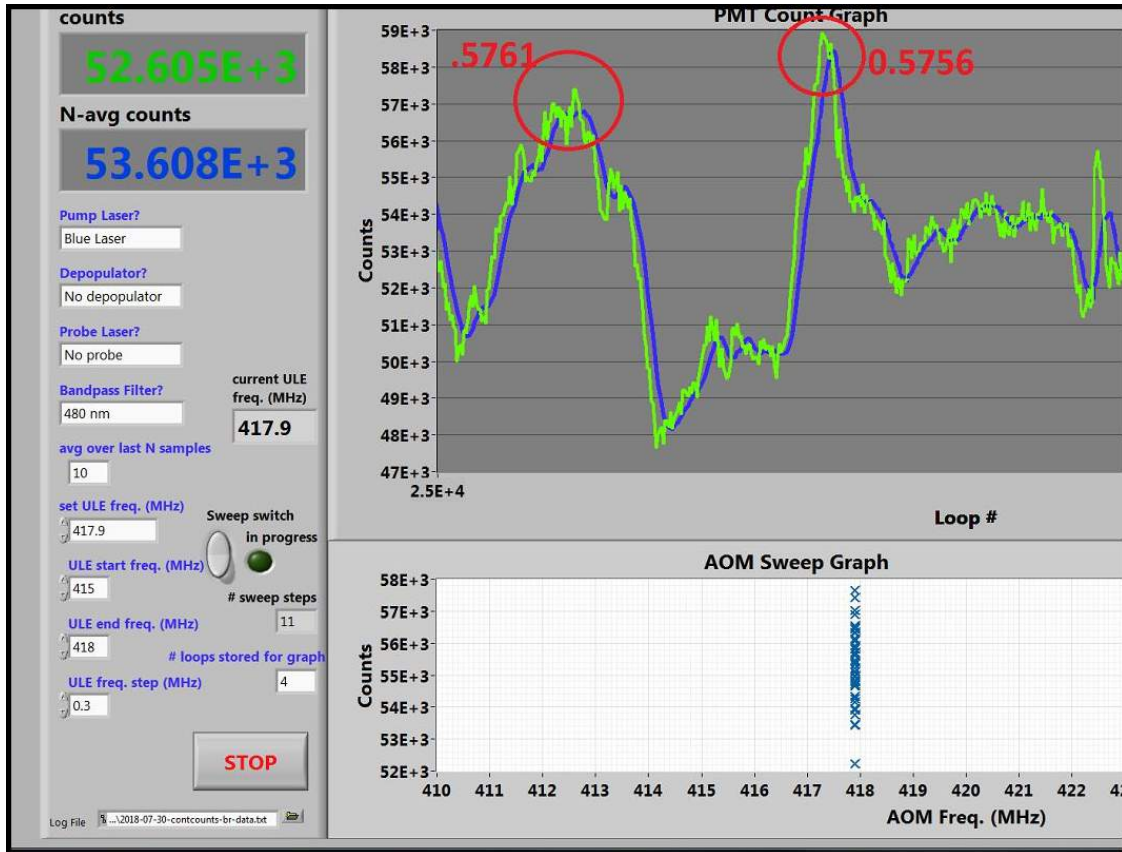 counts
52.605E+3
N-avg counts
53.608E+3
Pump Laser?
Blue Laser
Depopulator?
No depopulator
Probe Laser?
No probe
Bandpass Filter?
480 nm
current ULE
freq. (MHz)
417.9
avg over last N samples
10
set ULE freq. (MHz)
417.9
Sweep switch
in progress
ULE start freq. (MHz)
415
# sweep steps
11
ULE end freq. (MHz)
418
# loops stored for graph
4
ULE freq. step (MHz)
0.3
STOP
Log File
...\2018-07-30-contcounts-br-data.txt
PMT Count Graph
.5761
0.5756
59E+3
58E+3
57E+3
56E+3
55E+3
54E+3
53E+3
52E+3
51E+3
50E+3
49E+3
48E+3
47E+3
Counts
2.5E+4
Loop #
AOM Sweep Graph
58E+3
57E+3
56E+3
55E+3
54E+3
53E+3
52E+3
Counts
410 411 412 413 414 415 416 417 418 419 420 421 422
AOM Freq. (MHz)